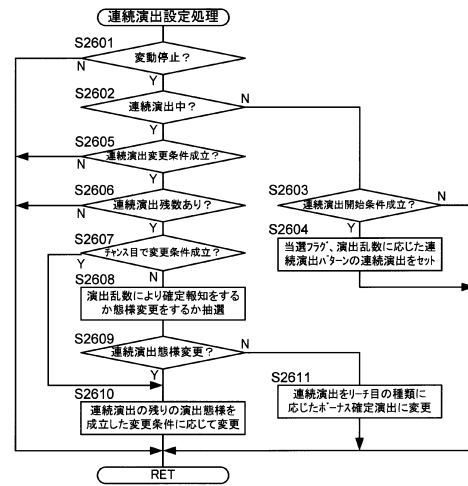 連続演出設定処理
S2601
変動停止？
N
Y
S2602
連続演出中？
N
Y
S2605
連続演出変更条件成立？
N
Y
S2606
連続演出残数あり？
N
Y
S2603
連続演出開始条件成立？
N
Y
S2604
当選フラグ、演出乱数に応じた連
続演出パターンの連続演出をセット
S2607
チャンス目で変更条件成立？
Y
N
S2608
演出乱数により確定報知をする
か態様変更をするか抽選
S2609
連続演出態様変更？
N
Y
S2610
連続演出の残りの演出態様を
成立した変更条件に応じて変更
S2611
連続演出をリーチ目の種類に
応じたボーナス確定演出に変更
RET